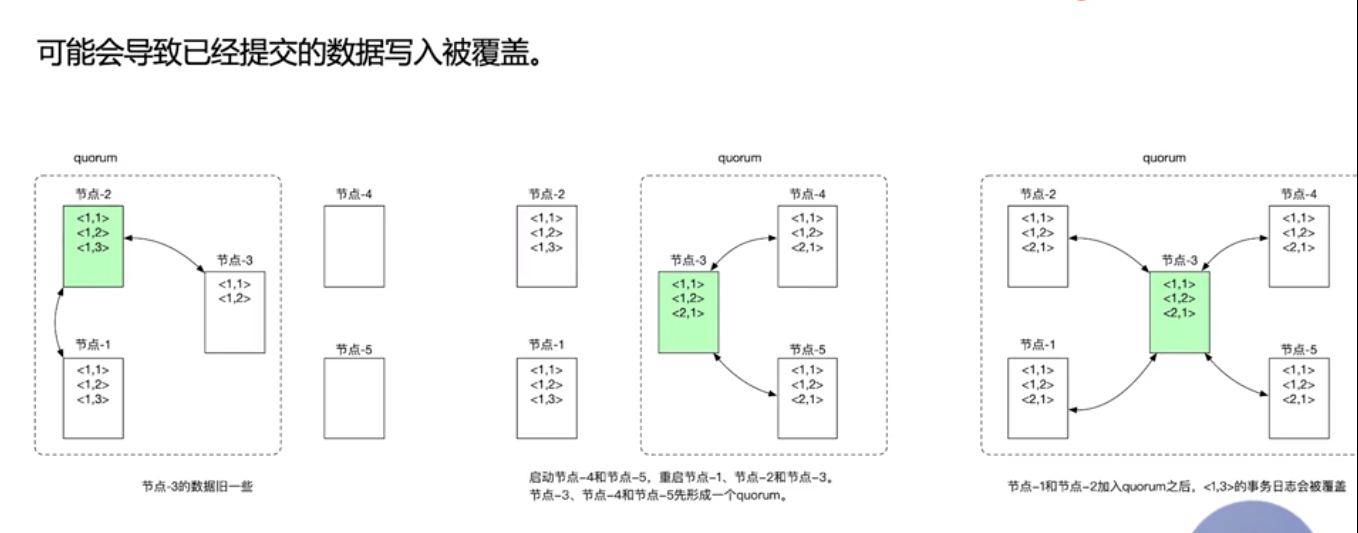 可能会导致已经提交的数据写入被覆盖。
quorum
节点-2
<1,1>
<1,2>
<1,3>
节点-3
<1,1>
<1,2>
节点-1
<1,1>
<1,2>
<1,3>
节点-4
节点-5
节点-3的数据旧一些
节点-2
<1,1>
<1,2>
<1,3>
节点-1
<1,1>
<1,2>
<1,3>
quorum
节点-4
<1,1>
<1,2>
<2,1>
节点-3
<1,1>
<1,2>
<2,1>
节点-5
<1,1>
<1,2>
<2,1>
启动节点-4和节点-5，重启节点-1、节点-2和节点-3。
节点-3、节点-4和节点-5先形成一个quorum。
quorum
节点-2
<1,1>
<1,2>
<2,1>
节点-4
<1,1>
<1,2>
<2,1>
节点-3
<1,1>
<1,2>
<2,1>
节点-1
<1,1>
<1,2>
<2,1>
节点-5
<1,1>
<1,2>
<2,1>
节点-1和节点-2加入quorum之后，<1,3>的事务日志会被覆盖